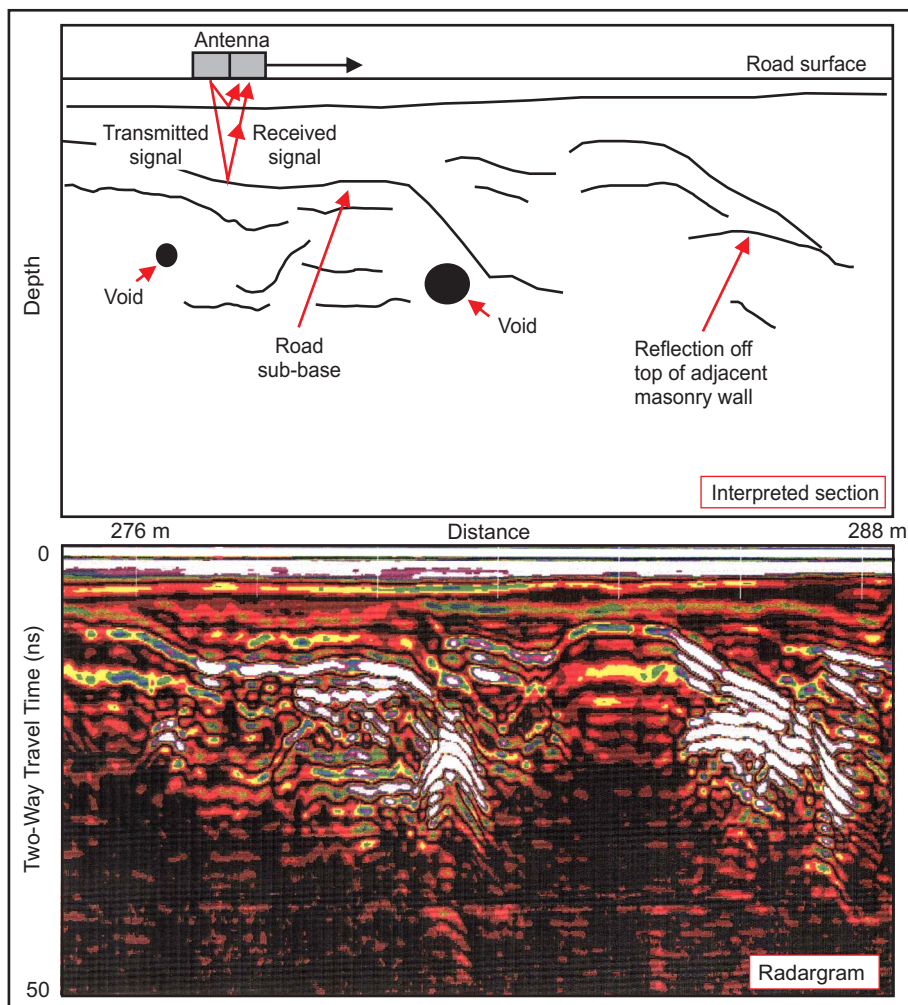 Antenna
Road surface
Transmitted
signal
Received
signal
Depth
Void
Void
Road
sub-base
Reflection off
top of adjacent
masonry wall
Interpreted section
276 m
Distance
288 m
0
Two-Way Travel Time (ns)
50
Radargram